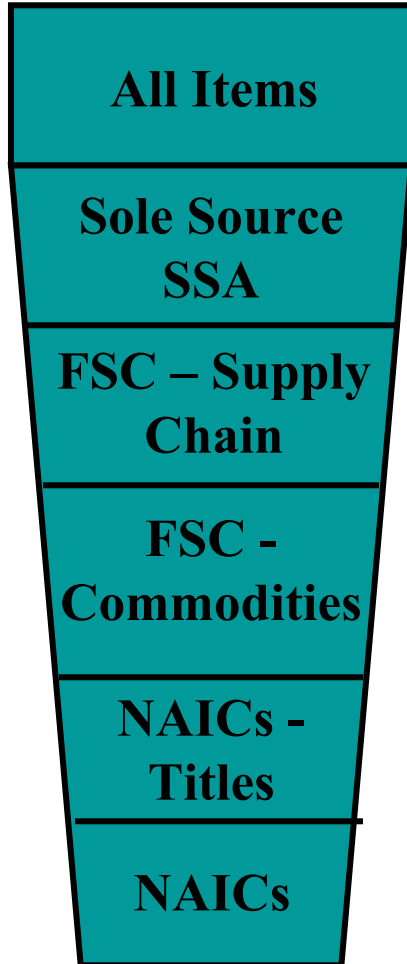 All Items
Sole Source
SSA
FSC – Supply
Chain
FSC -
Commodities
NAICs -
Titles
NAICs